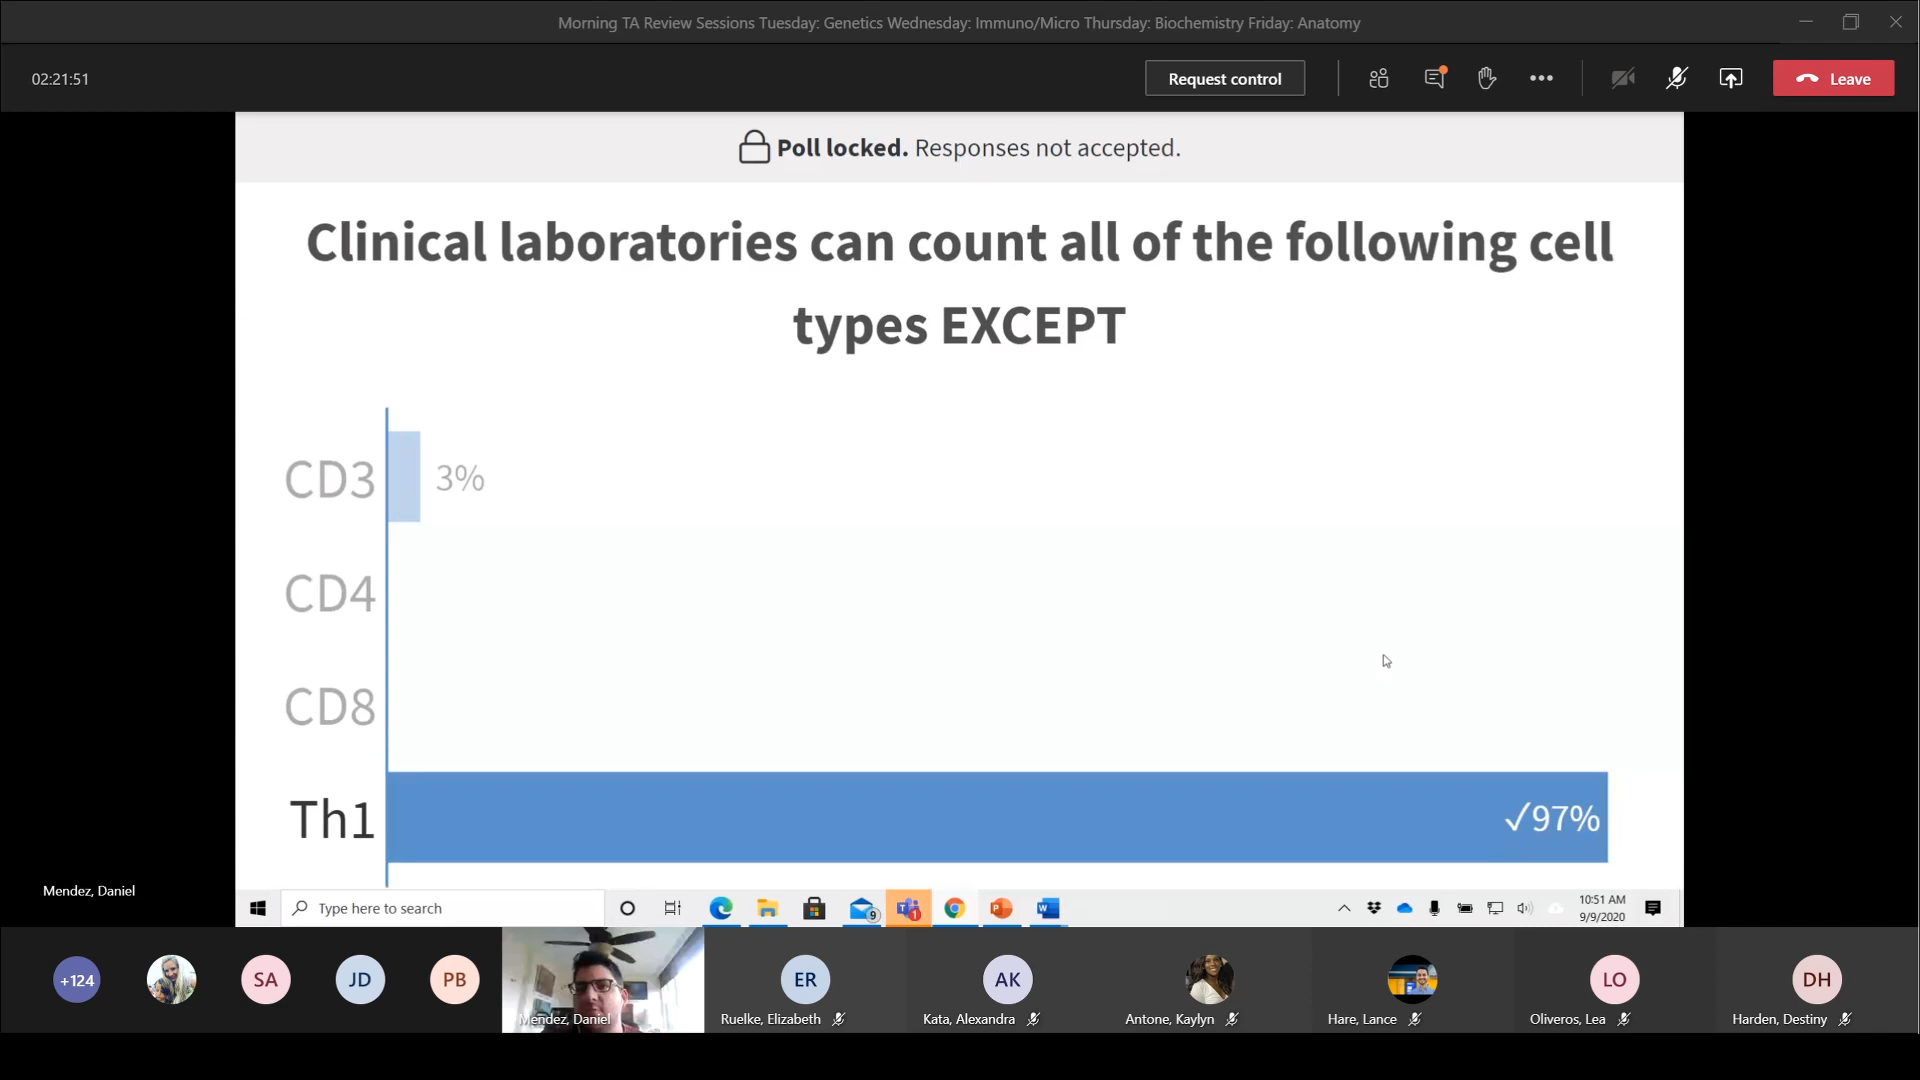 Morning TA Review Sessions Tuesday: Genetics Wednesday: Immuno/Micro Thursday: Biochemistry Friday: Anatomy
02:21:51
Request control
Leave
Poll locked. Responses not accepted.
Clinical laboratories can count all of the following cell
types EXCEPT
CD3
3%
CD4
CD8
Th1
✓97%
Mendez, Daniel
Type here to search
9
1
10:51 AM
9/9/2020
+124
SA
JD
PB
Mendez, Daniel
ER
Ruelke, Elizabeth
AK
Kata, Alexandra
Antone, Kaylyn
Hare, Lance
LO
Oliveros, Lea
DH
Harden, Destiny